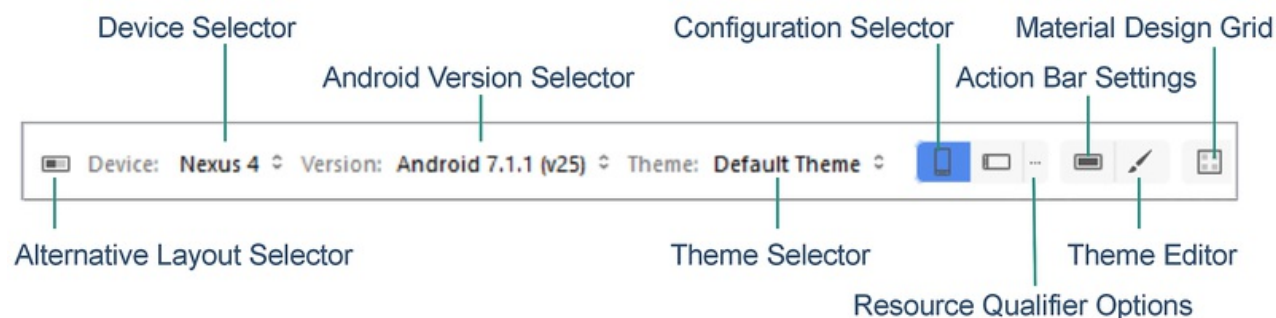 Device Selector
Configuration Selector
Material Design Grid
Android Version Selector
Action Bar Settings
Device: Nexus 4 Version: Android 7.1.1 (v25) Theme: Default Theme ...
Alternative Layout Selector
Theme Selector
Theme Editor
Resource Qualifier Options